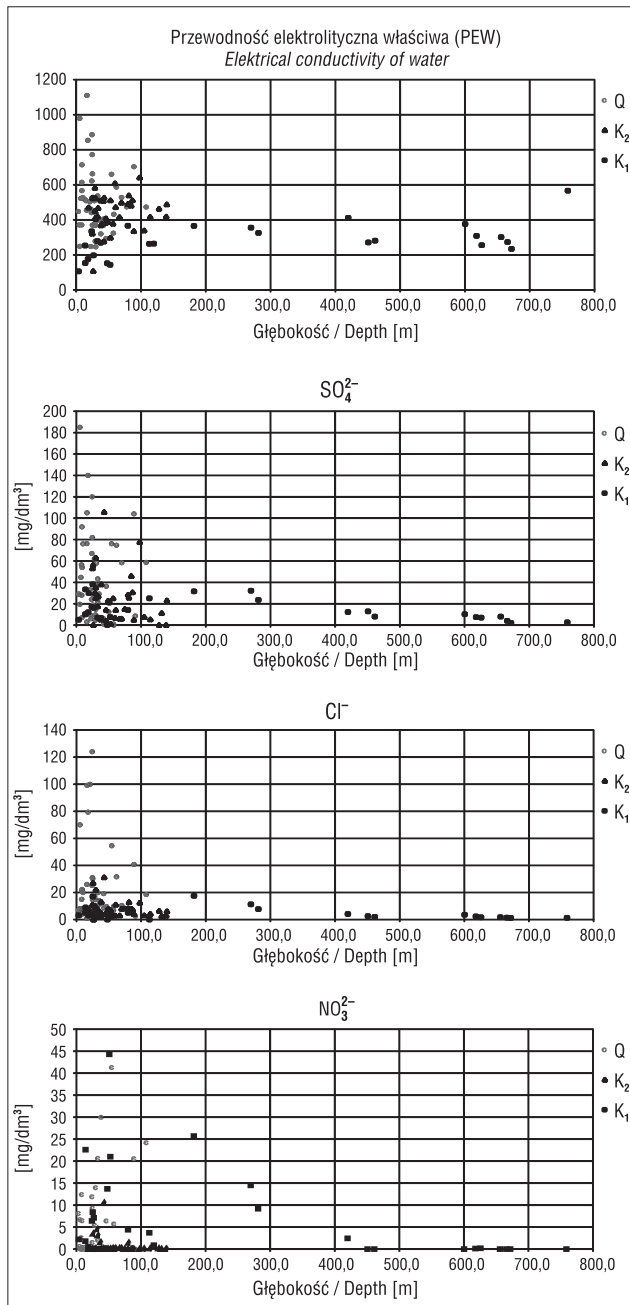 Przewodność elektrolityczna właściwa (PEW)
Elektrical conductivity of water
1200
1000
800
600
400
200
0
0,0 100,0 200,0 300,0 400,0 500,0 600,0 700,0 800,0
Głębokość / Depth [m]
Q
K₂
K₁
SO₄²⁻
[mg/dm³]
200
180
160
140
120
100
80
60
40
20
0
0,0 100,0 200,0 300,0 400,0 500,0 600,0 700,0 800,0
Głębokość / Depth [m]
Q
K₂
K₁
Cl⁻
[mg/dm³]
140
120
100
80
60
40
20
0
0,0 100,0 200,0 300,0 400,0 500,0 600,0 700,0 800,0
Głębokość / Depth [m]
Q
K₂
K₁
NO₃²⁻
[mg/dm³]
50
45
40
35
30
25
20
15
10
5
0
0,0 100,0 200,0 300,0 400,0 500,0 600,0 700,0 800,0
Głębokość / Depth [m]
Q
K₂
K₁